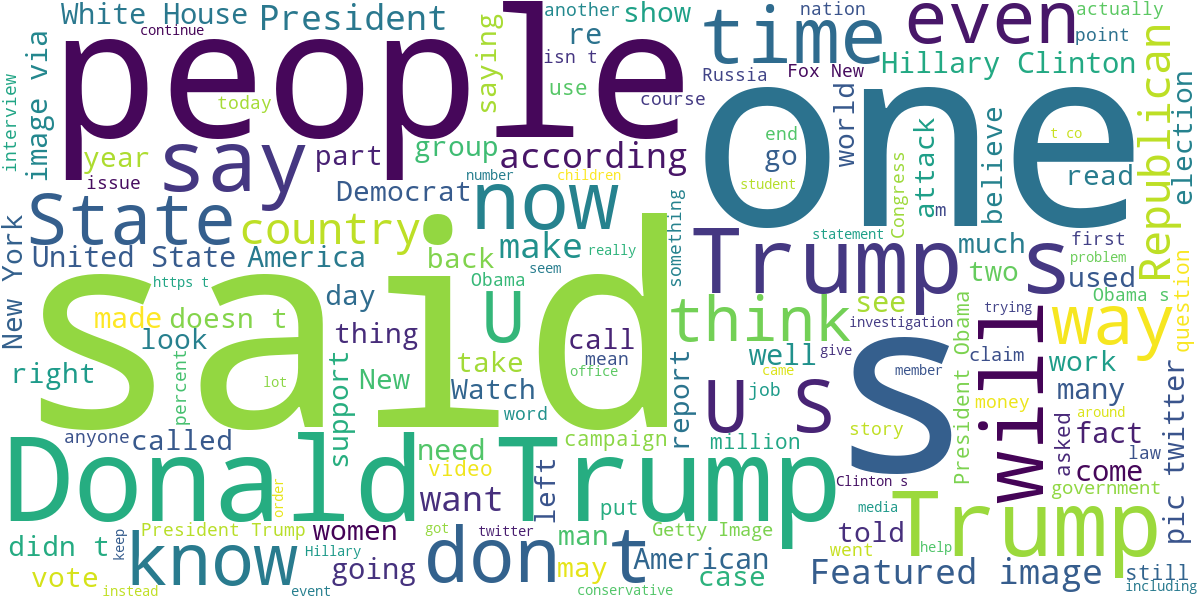 White House
President
continue
another
show
nation
actually
people
one
time
even
point
re
isn t
Russia
Fox New
Hillary Clinton
image via
interview
saying
today
use
course
world
Republican
election
year
say
part
group
according
end
go
t co
attack
believe
read
issue
Democrat
number
children
student
Congress
m
State
country
now
something
Trump s
statement
much
first
problem
New York
United State
America
back
make
really
two
used
https t
seem
Obama
said
U
day
think
see
Obama s
question
made
doesn t
thing
call
investigation
trying
way
look
mean
well
give
claim
work
right
percent
lot
support
New
take
office
report
U S
came
job
S
member
will
President Obama
money
many
pic twitter
Watch
word
story
around
anyone
called
campaign
million
asked
fact
law
Donald Trump
need
video
left
Clinton s
come
want
government
order
put
media
Trump
President Trump
women
got
twitter
man
Getty Image
told
help
didn t
keep
know
Hillary
going
don t
may
American
went
Featured image
still
vote
instead
event
conservative
case
including